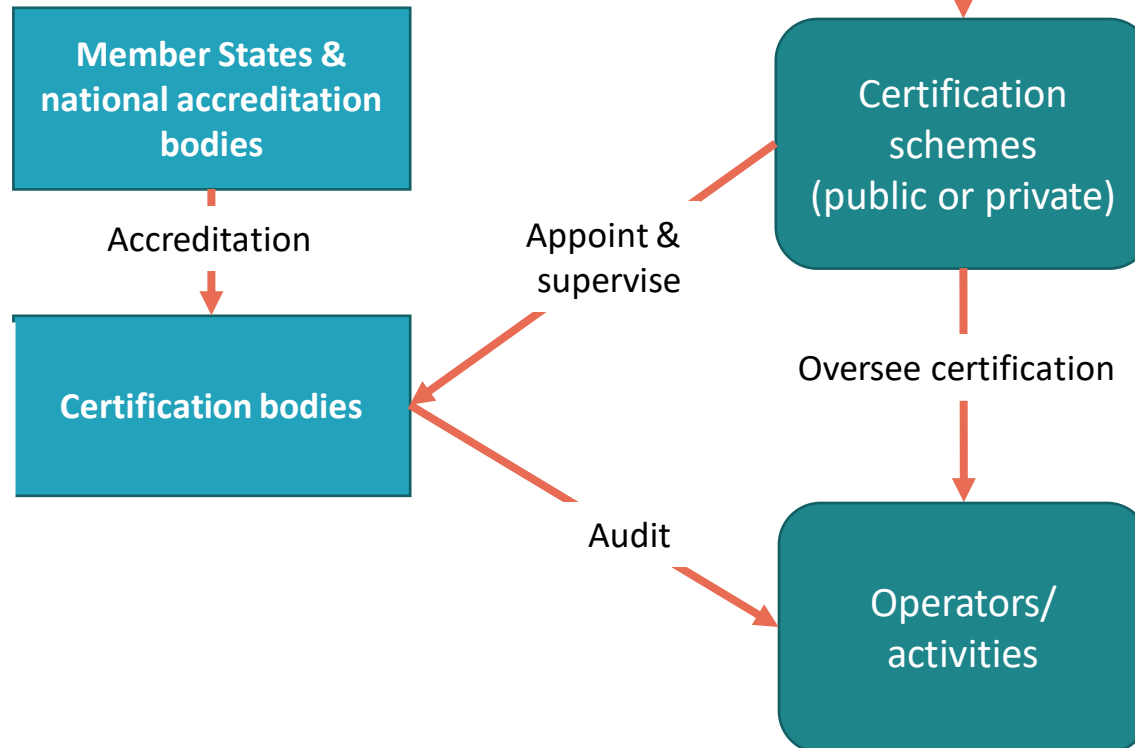 Member States &
national accreditation
bodies
Certification
schemes
(public or private)
Accreditation
Appoint &
supervise
Certification bodies
Oversee certification
Audit
Operators/
activities